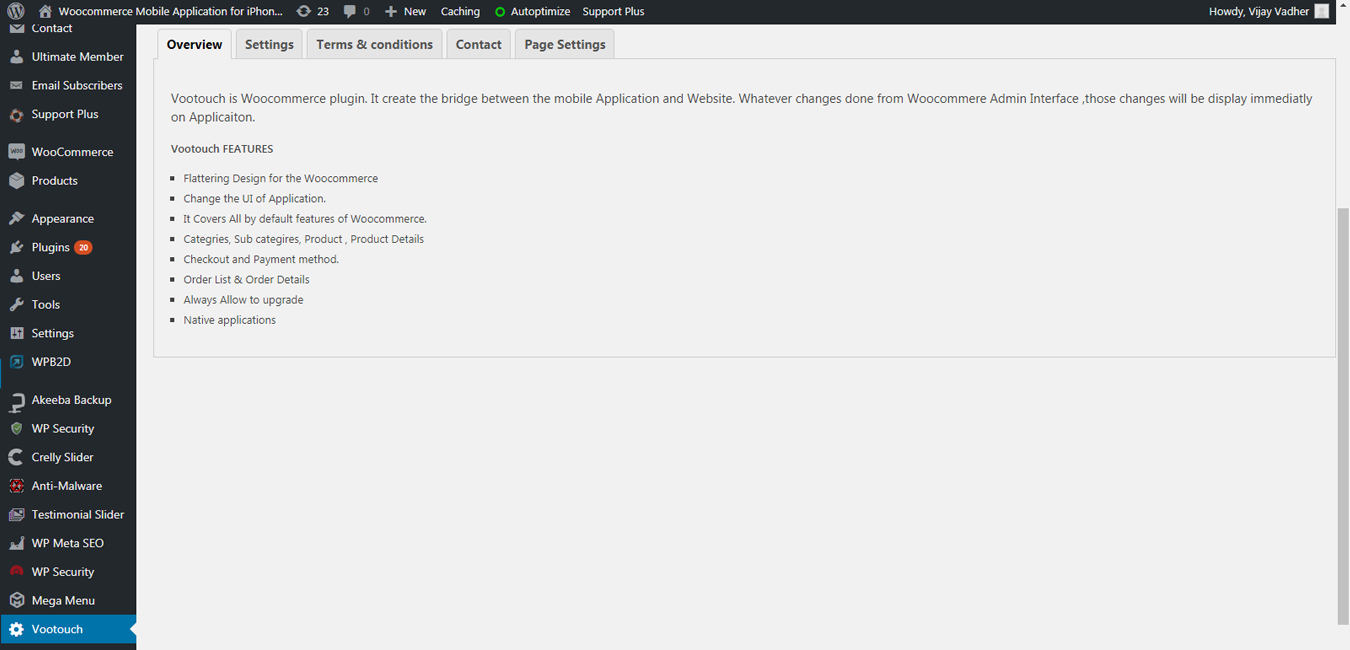 Woocommerce Mobile Application for iPhon... 23 0 New Caching Autoptimize Support Plus Howdy, Vijay Vadher
Contact
Ultimate Member
Email Subscribers
Support Plus
WOO WooCommerce
Products
Appearance
Plugins 20
Users
Tools
Settings
WPB2D
Akeeba Backup
WP Security
Crelly Slider
Anti-Malware
Testimonial Slider
WP Meta SEO
WP Security
Mega Menu
Vootouch
Overview Settings Terms & conditions Contact Page Settings
Vootouch is Woocommerce plugin. It create the bridge between the mobile Application and Website. Whatever changes done from Woocommere Admin Interface ,those changes will be display immediatly
on Applicaiton.
Vootouch FEATURES
Flattering Design for the Woocommerce
Change the UI of Application.
It Covers All by default features of Woocommerce.
Categries, Sub categires, Product , Product Details
Checkout and Payment method.
Order List & Order Details
Always Allow to upgrade
Native applications